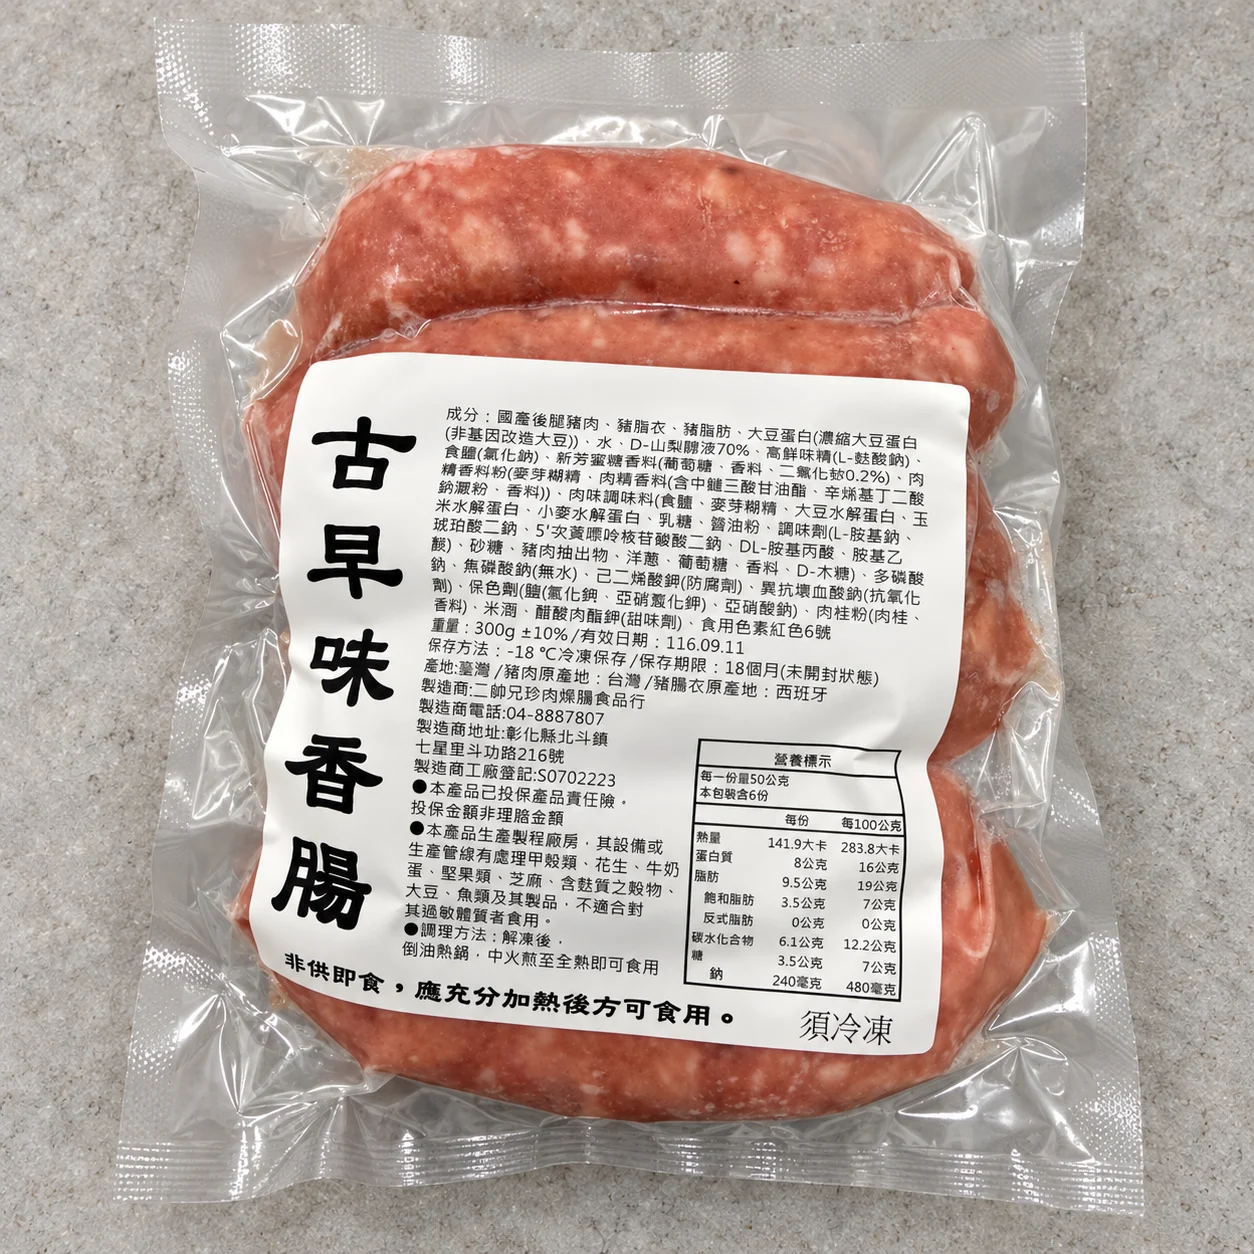 古早味香腸
成分：國產後腿豬肉、豬脂衣、豬脂肪、大豆蛋白(濃縮大豆蛋白
(非基因改造大豆))、水、D-山梨醇液70%、高鮮味精(L-麩酸鈉)、
食鹽(氯化鈉)、新芳蜜糖香料(葡萄糖、香料、二氧化矽0.2%)、肉
精香料粉(麥芽糊精、肉精香料(含中鏈三酸甘油酯、辛烯基丁二酸
鈉澱粉、香料))、肉味調味料(食鹽、麥芽糊精、大豆水解蛋白、玉
米水解蛋白、小麥水解蛋白、乳糖、醬油粉、調味劑(L-胺基鈉、
琥珀酸二鈉、5'次黃嘌呤核苷酸酸二鈉、DL-胺基丙酸、胺基乙
酸)、砂糖、豬肉抽出物、洋蔥、葡萄糖、香料、D-木糖)、多磷酸
鈉、焦磷酸鈉(無水)、己二烯酸鉀(防腐劑)、異抗壞血酸鈉(抗氧化
劑)、保色劑(鹽(氯化鉀、亞硝化鉀)、亞硝酸鈉)、肉桂粉(肉桂、
香料)、米酒、醋酸肉酯鉀(甜味劑)、食用色素紅色6號
重量：300g ±10%/有效日期：116.09.11
保存方法：-18 ℃冷凍保存/保存期限：18個月(未開封狀態)
產地:臺灣/豬肉原產地：台灣/豬腸衣原產地：西班牙
製造商:二帥兄珍肉燥腸食品行
製造商電話:04-8887807
製造商地址:彰化縣北斗鎮
七星里斗功路216號
製造商工廠登記:S0702223
●本產品已投保產品責任險。
投保金額非理賠金額
●本產品生產製程廠房，其設備或
生產管線有處理甲殼類、花生、牛奶
蛋、堅果類、芝麻、含麩質之穀物、
大豆、魚類及其製品，不適合對
其過敏體質者食用。
●調理方法：解凍後，
倒油熱鍋，中火煎至全熱即可食用
營養標示
每一份量50公克
本包裝含6份
每份 每100公克
熱量 141.9大卡 283.8大卡
蛋白質 8公克 16公克
脂肪 9.5公克 19公克
飽和脂肪 3.5公克 7公克
反式脂肪 0公克 0公克
碳水化合物 6.1公克 12.2公克
糖 3.5公克 7公克
鈉 240毫克 480毫克
非供即食，應充分加熱後方可食用。
須冷凍